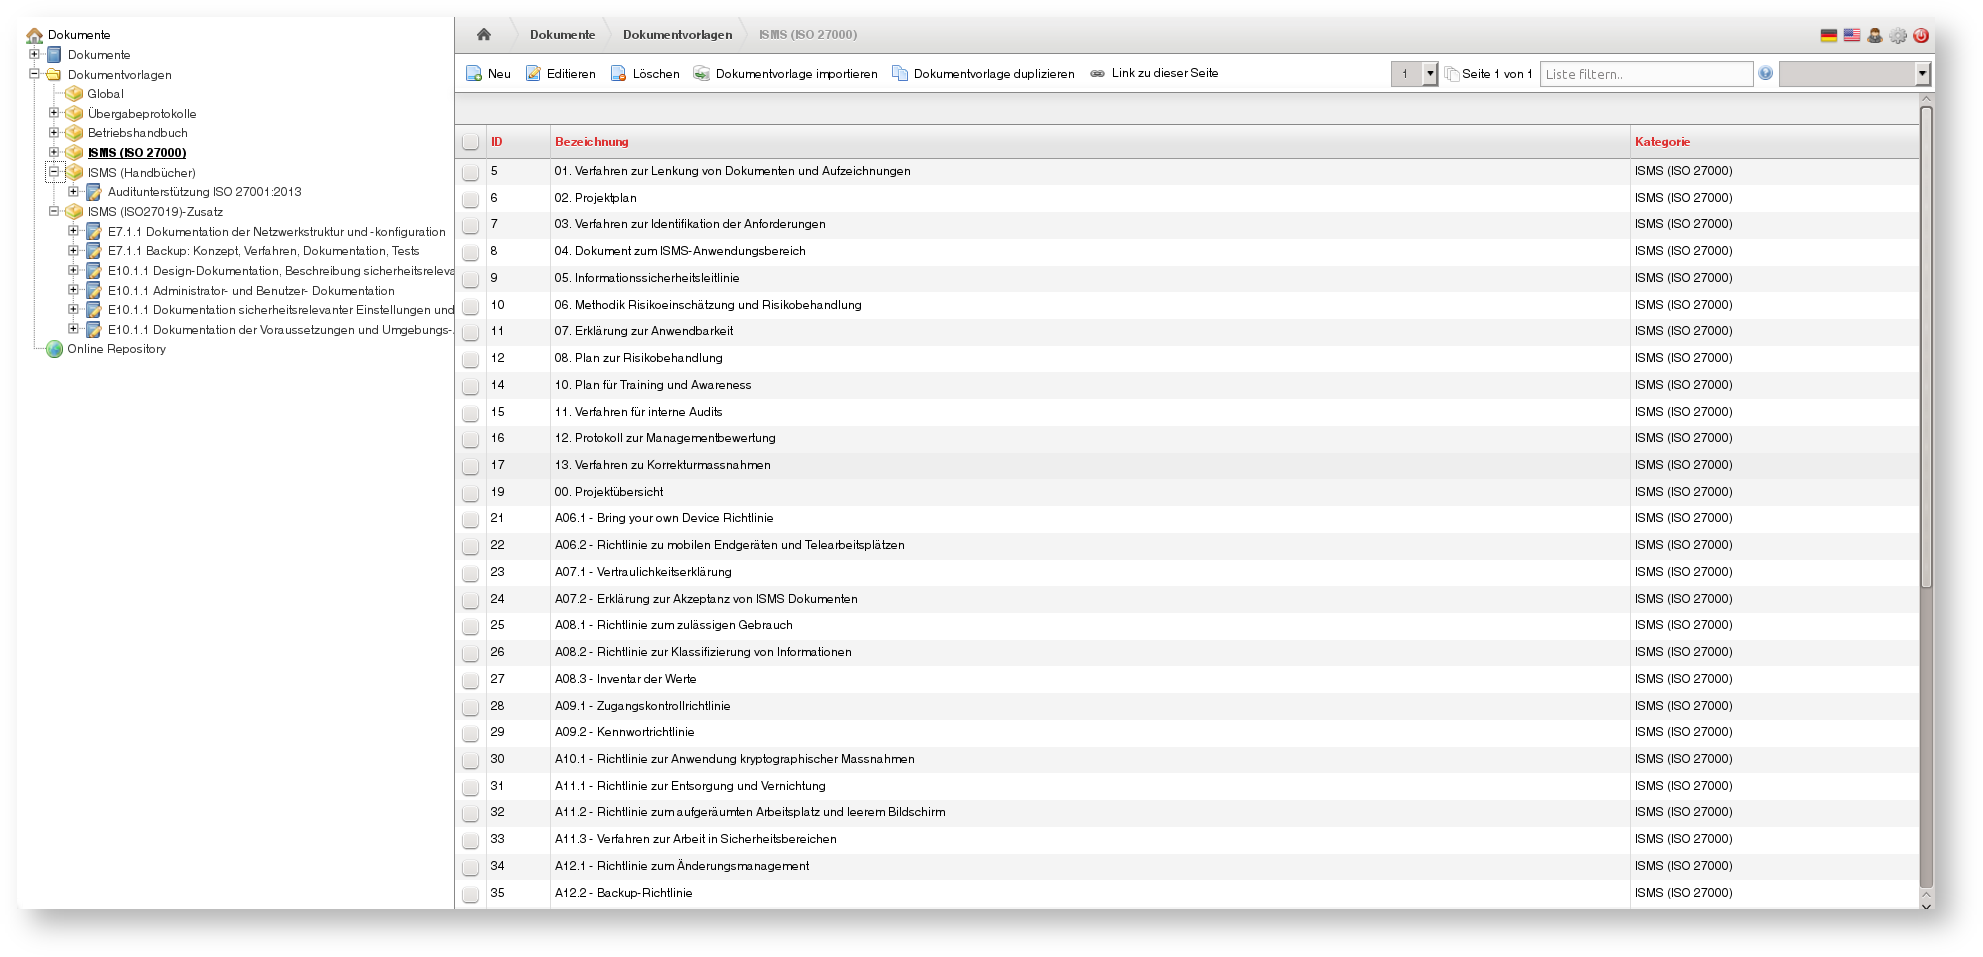 Dokumente
Dokumente
Dokumentvorlagen
Global
Übergabeprotokolle
Betriebshandbuch
ISMS (ISO 27000)
ISMS (Handbücher)
Auditunterstützung ISO 27001:2013
ISMS (ISO27019)-Zusatz
E7.1.1 Dokumentation der Netzwerkstruktur und -konfiguration
E7.1.1 Backup: Konzept, Verfahren, Dokumentation, Tests
E10.1.1 Design-Dokumentation, Beschreibung sicherheitsreleva
E10.1.1 Administrator- und Benutzer- Dokumentation
E10.1.1 Dokumentation sicherheitsrelevanter Einstellungen und
E10.1.1 Dokumentation der Voraussetzungen und Umgebungs-.
Online Repository
Dokumente Dokumentvorlagen ISMS (ISO 27000)
Neu Editieren Löschen Dokumentvorlage importieren Dokumentvorlage duplizieren Link zu dieser Seite 1 Seite 1 von 1 Liste filtern..
ID Bezeichnung Kategorie
5 01. Verfahren zur Lenkung von Dokumenten und Aufzeichnungen ISMS (ISO 27000)
6 02. Projektplan ISMS (ISO 27000)
7 03. Verfahren zur Identifikation der Anforderungen ISMS (ISO 27000)
8 04. Dokument zum ISMS-Anwendungsbereich ISMS (ISO 27000)
9 05. Informationssicherheitsleitlinie ISMS (ISO 27000)
10 06. Methodik Risikoeinschätzung und Risikobehandlung ISMS (ISO 27000)
11 07. Erklärung zur Anwendbarkeit ISMS (ISO 27000)
12 08. Plan zur Risikobehandlung ISMS (ISO 27000)
14 10. Plan für Training und Awareness ISMS (ISO 27000)
15 11. Verfahren für interne Audits ISMS (ISO 27000)
16 12. Protokoll zur Managementbewertung ISMS (ISO 27000)
17 13. Verfahren zu Korrekturmassnahmen ISMS (ISO 27000)
19 00. Projektübersicht ISMS (ISO 27000)
21 A06.1 - Bring your own Device Richtlinie ISMS (ISO 27000)
22 A06.2 - Richtlinie zu mobilen Endgeräten und Telearbeitsplätzen ISMS (ISO 27000)
23 A07.1 - Vertraulichkeitserklärung ISMS (ISO 27000)
24 A07.2 - Erklärung zur Akzeptanz von ISMS Dokumenten ISMS (ISO 27000)
25 A08.1 - Richtlinie zum zulässigen Gebrauch ISMS (ISO 27000)
26 A08.2 - Richtlinie zur Klassifizierung von Informationen ISMS (ISO 27000)
27 A08.3 - Inventar der Werte ISMS (ISO 27000)
28 A09.1 - Zugangskontrollrichtlinie ISMS (ISO 27000)
29 A09.2 - Kennwortrichtlinie ISMS (ISO 27000)
30 A10.1 - Richtlinie zur Anwendung kryptographischer Massnahmen ISMS (ISO 27000)
31 A11.1 - Richtlinie zur Entsorgung und Vernichtung ISMS (ISO 27000)
32 A11.2 - Richtlinie zum aufgeräumten Arbeitsplatz und leerem Bildschirm ISMS (ISO 27000)
33 A11.3 - Verfahren zur Arbeit in Sicherheitsbereichen ISMS (ISO 27000)
34 A12.1 - Richtlinie zum Änderungsmanagement ISMS (ISO 27000)
35 A12.2 - Backup-Richtlinie ISMS (ISO 27000)